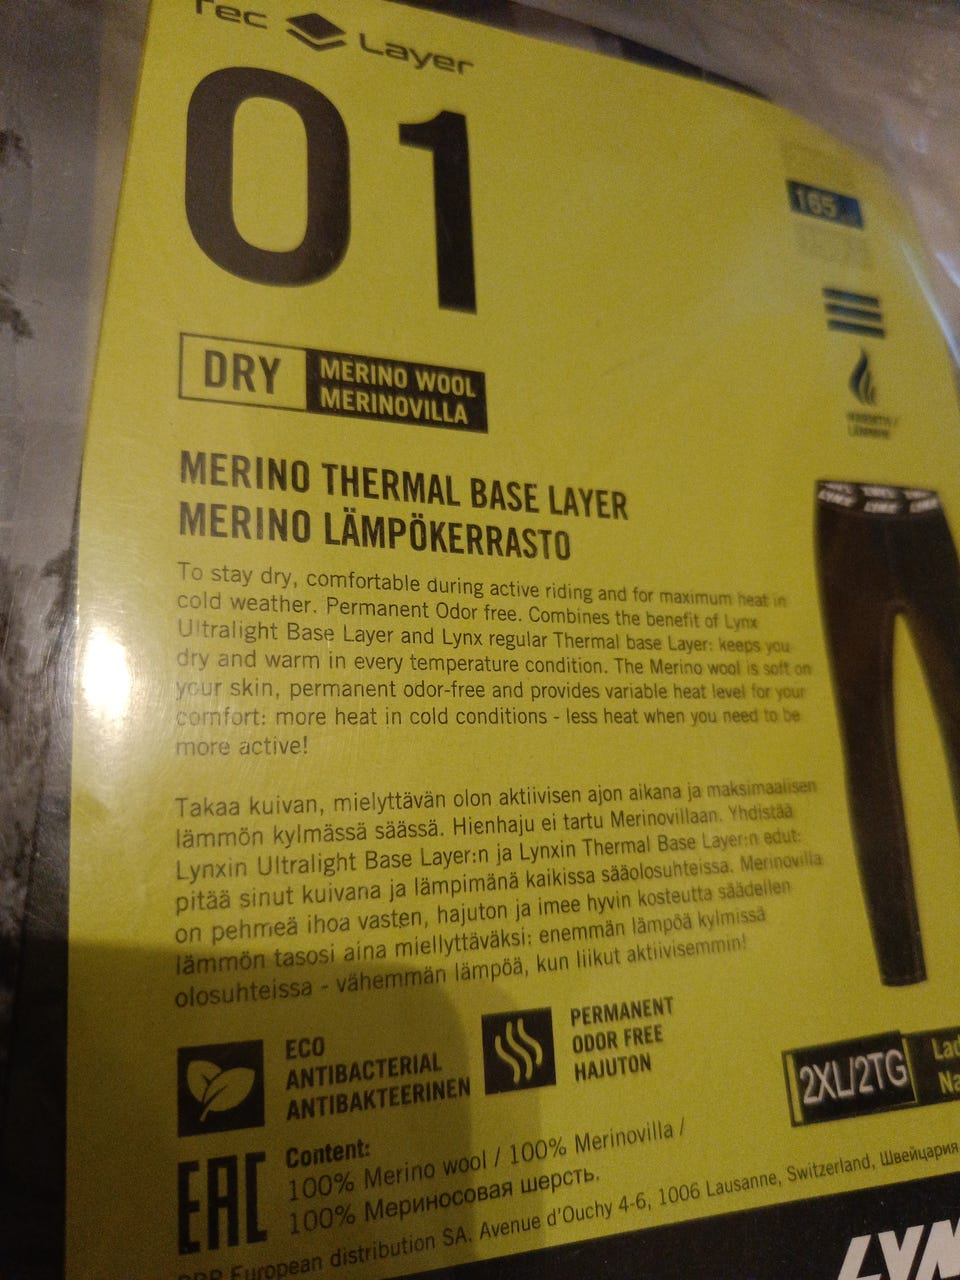 Tec Layer
01
165
DRY
MERINO WOOL
MERINOVILLA
MERINO THERMAL BASE LAYER
MERINO LÄMPÖKERRASTO
To stay dry, comfortable during active riding and for maximum heat in
cold weather. Permanent Odor free. Combines the benefit of Lynx
Ultralight Base Layer and Lynx regular Thermal base Layer: keeps you
dry and warm in every temperature condition. The Merino wool is soft on
your skin, permanent odor-free and provides variable heat level for your
comfort: more heat in cold conditions - less heat when you need to be
more active!
Takaa kuivan, mielyttävän olon aktiivisen ajon aikana ja maksimaalisen
lämmön kylmässä säässä. Hienhaju ei tartu Merinovillaan. Yhdistää
Lynxin Ultralight Base Layer:n ja Lynxin Thermal Base Layer:n edut:
pitää sinut kuivana ja lämpimänä kaikissa sääolosuhteissa. Merinovilla
on pehmeä ihoa vasten, hajuton ja imee hyvin kosteutta säädellen
lämmön tasosi aina miellyttäväksi: enemmän lämpöä kylmissä
olosuhteissa - vähemmän lämpöä, kun liikut aktiivisemmin!
ECO
ANTIBACTERIAL
ANTIBAKTEERINEN
PERMANENT
ODOR FREE
HAJUTON
2XL/2TG
Lad
Na
EAC
Content:
100% Merino wool / 100% Merinovilla /
100% Мериносовая шерсть.
European distribution SA. Avenue d'Ouchy 4-6, 1006 Lausanne, Switzerland, Швейцария
LYN